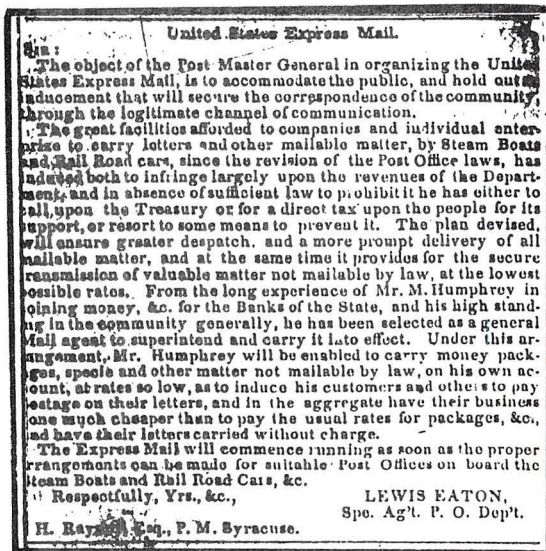 United States Express Mail.
Sir:
The object of the Post Master General in organizing the United
States Express Mail, is to accommodate the public, and hold out an
inducement that will secure the correspondence of the community,
through the logitimate channel of communication.
The great facilities afforded to companies and individual enter-
prise to carry letters and other mailable matter, by Steam Boats
and Rail Road cars, since the revision of the Post Office laws, has
induced both to infringe largely upon the revenues of the Depart-
ment, and in absence of sufficient law to prohibit it he has either to
call, upon the Treasury or for a direct tax upon the people for its
support, or resort to some means to prevent it. The plan devised,
will ensure greater despatch, and a more prompt delivery of all
mailable matter, and at the same time it provides for the secure
ransmission of valuable matter not mailable by law, at the lowest
ossible rates. From the long experience of Mr. M. Humphrey in
oining money, &c. for the Banks of the State, and his high stand-
ng in the community generally, he has been selected as a general
Mail agent to superintend and carry it into effect. Under this ar-
angement, Mr. Humphrey will be enabled to carry money pack-
ges, specie and other matter not mailable by law, on his own ac-
ount, at rates so low, as to induce his customers and others to pay
ostage on their letters, and in the aggregate have their business
one much cheaper than to pay the usual rates for packages, &c.,
nd have their letters carried without charge.
The Express Mail will commence running as soon as the proper
rrangements can be made for suitable Post Offices on board the
Steam Boats and Rail Road Cars, &c.
Respectfully, Yrs., &c., LEWIS EATON,
Spe. Ag't. P. O. Dep't.
H. Esq., P. M. Syracuse.